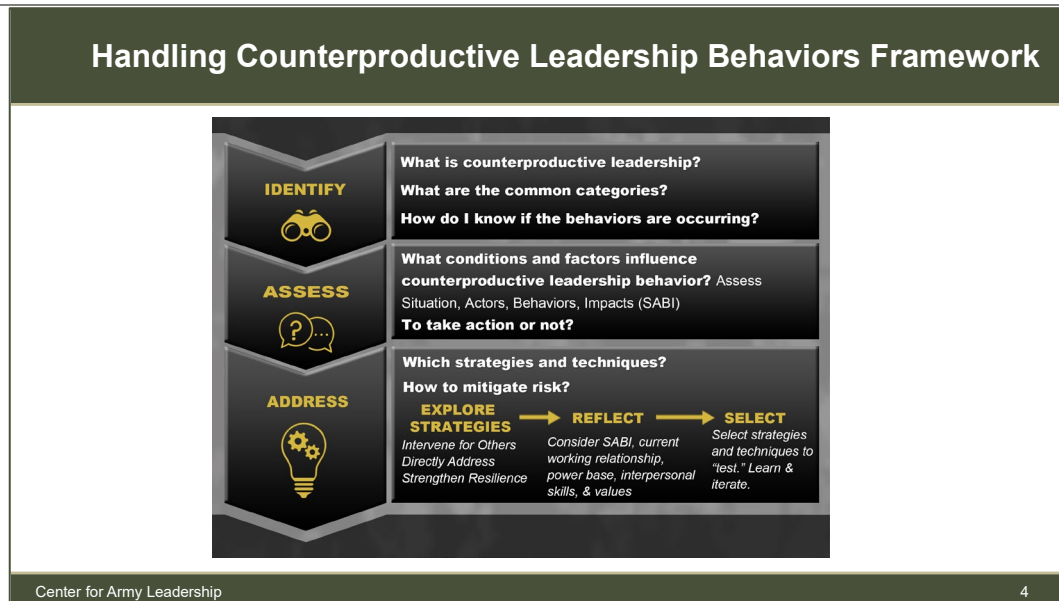 Handling Counterproductive Leadership Behaviors Framework
IDENTIFY
What is counterproductive leadership?
What are the common categories?
How do I know if the behaviors are occurring?
ASSESS
?
...
What conditions and factors influence
counterproductive leadership behavior? Assess
Situation, Actors, Behaviors, Impacts (SABI)
To take action or not?
ADDRESS
Which strategies and techniques?
How to mitigate risk?
EXPLORE
STRATEGIES
Intervene for Others
Directly Address
Strengthen Resilience
REFLECT
Consider SABI, current
working relationship,
power base, interpersonal
skills, & values
SELECT
Select strategies
and techniques to
“test.” Learn &
iterate.
Center for Army Leadership
4